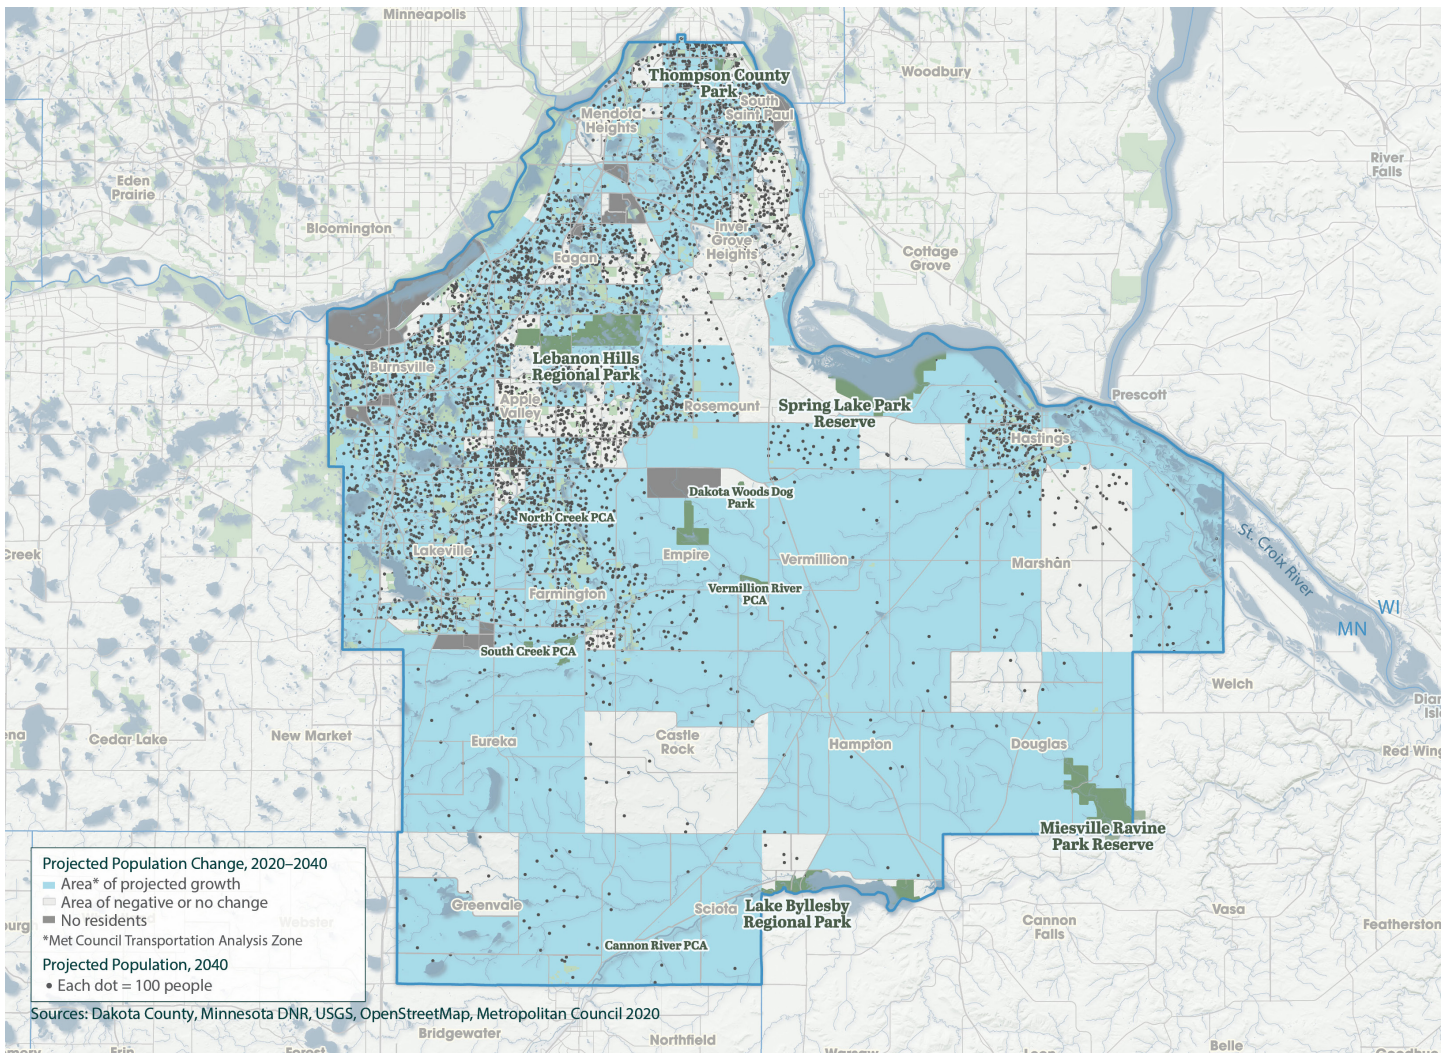 Minneapolis
Woodbury
Thompson County
Park
South
Saint Paul
Mendota
Heights
River
Falls
Eden
Prairie
Bloomington
Inver
Grove
Heights
Cottage
Grove
Eagan
Lebanon Hills
Regional Park
Burnsville
Apple
Valley
Rosemount
Spring Lake Park
Reserve
Prescott
Hastings
Dakota Woods Dog
Park
North Creek PCA
Creek
Lakeville
Empire
Vermillion
Marshan
St. Croix River
Vermillion River
PCA
Farmington
WI
MN
South Creek PCA
Welch
Cedar Lake
New Market
Eureka
Castle
Rock
Hampton
Douglas
Red Wing
Miesville Ravine
Park Reserve
Projected Population Change, 2020–2040
Area* of projected growth
Area of negative or no change
No residents
*Met Council Transportation Analysis Zone
Projected Population, 2040
Each dot = 100 people
Webster
Greenvale
Sciota
Lake Byllesby
Regional Park
Cannon
Falls
Vasa
Featherston
Cannon River PCA
Sources: Dakota County, Minnesota DNR, USGS, OpenStreetMap, Metropolitan Council 2020
Bridgewater
Northfield
Belle